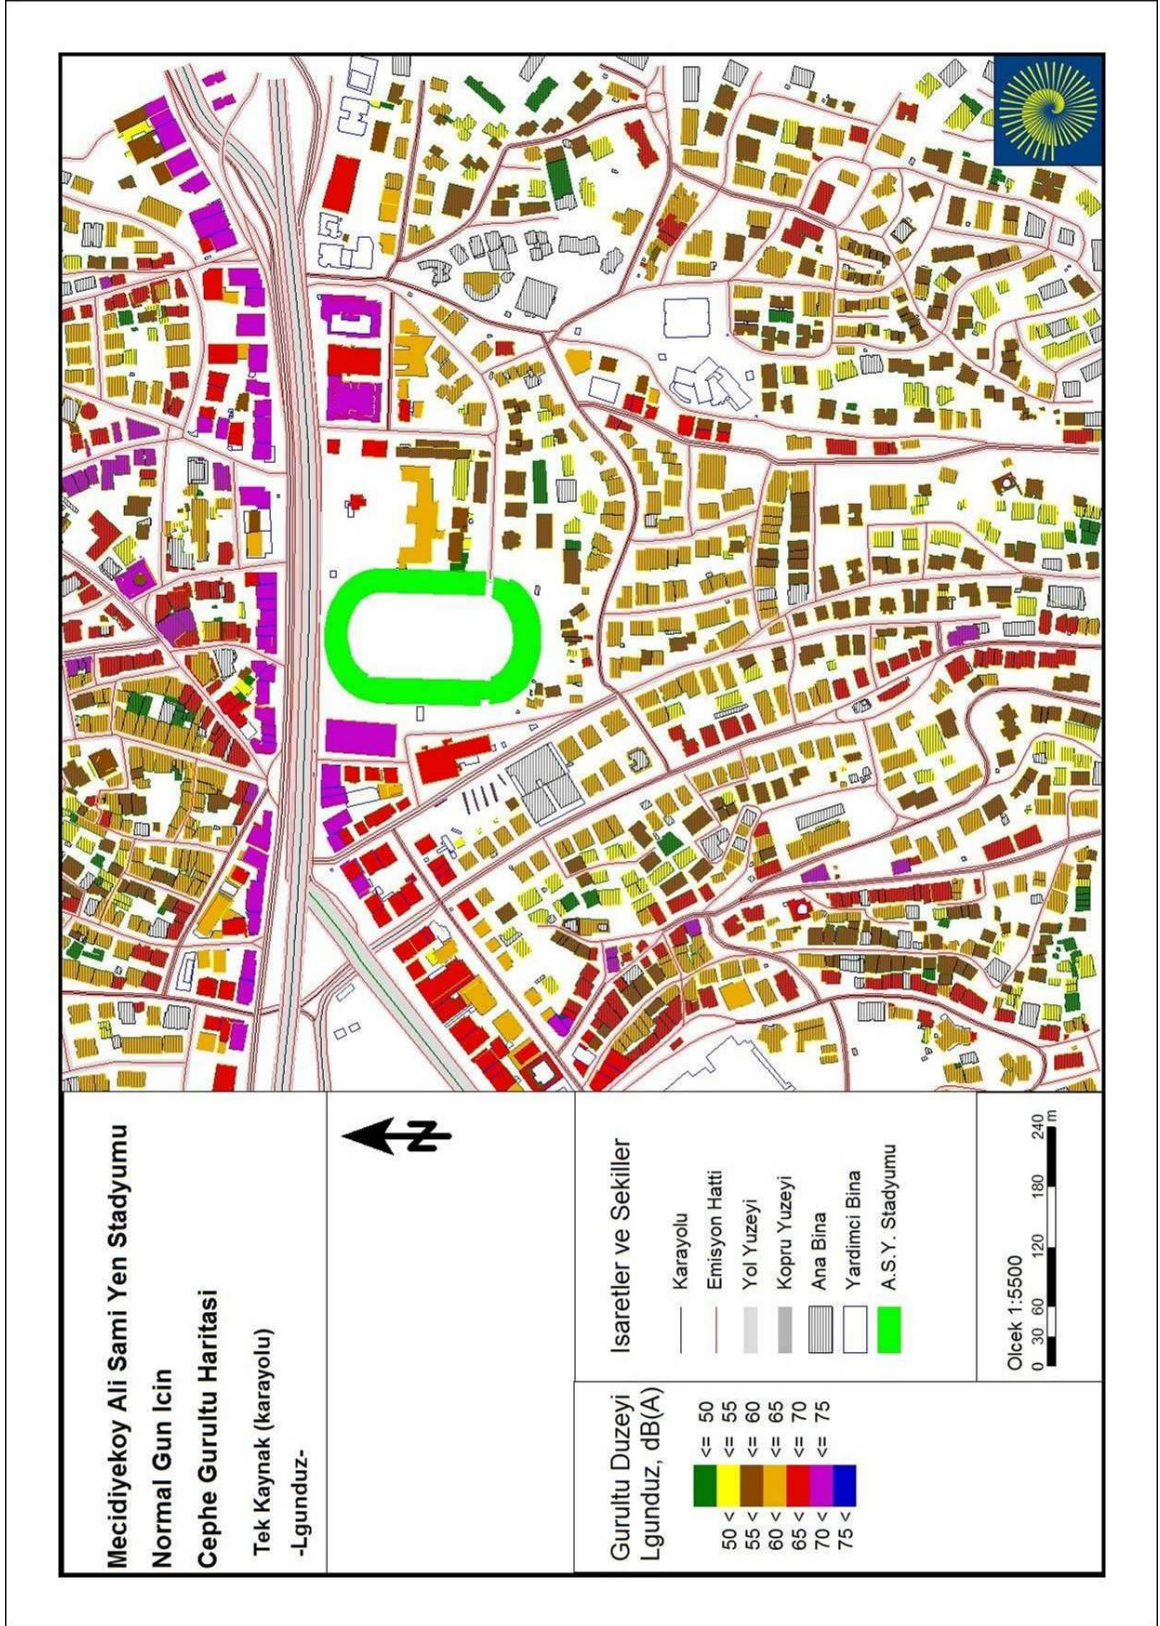 Mecidiyekoy Ali Sami Yen Stadyumu
Normal Gun Icin
Cephe Gurultu Haritasi
Tek Kaynak (karayolu)
-Lgunduz-
N
Gurultu Duzeyi
Lgunduz, dB(A)
<= 50
50 < <= 55
55 < <= 60
60 < <= 65
65 < <= 70
70 < <= 75
75 <
Isaretler ve Sekiller
Karayolu
Emisyon Hatti
Yol Yuzeyi
Kopru Yuzeyi
Ana Bina
Yardimci Bina
A.S.Y. Stadyumu
Olcek 1:5500
0 30 60 120 180 240
m